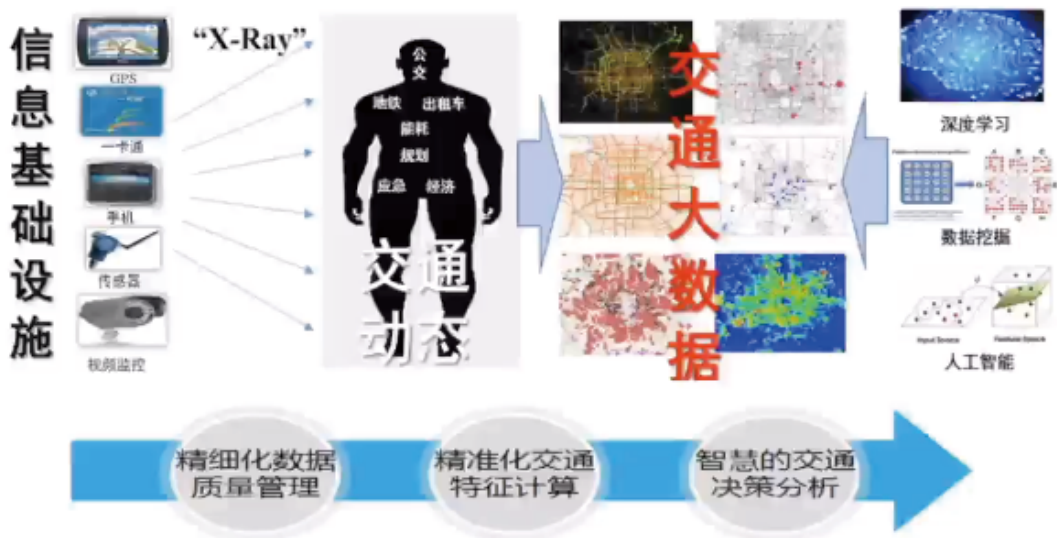 信息基础设施
GPS
一卡通
手机
传感器
视频监控
“X-Ray”
公交
地铁 出租车
能耗
规划
应急 经济
交通
动态
交通大数据
深度学习
数据挖掘
Input Space
Feature Space
人工智能
精细化数据
质量管理
精准化交通
特征计算
智慧的交通
决策分析